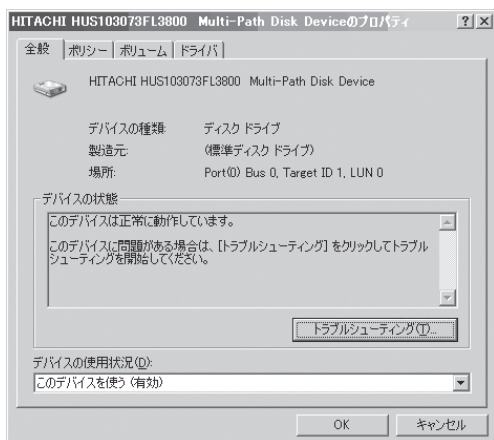 HITACHI HUS103073FL3800 Multi-Path Disk Deviceのプロパティ
全般 ポリシー ボリューム ドライバ
HITACHI HUS103073FL3800 Multi-Path Disk Device
デバイスの種類: ディスク ドライブ
製造元: (標準ディスク ドライブ)
場所: Port(0) Bus 0, Target ID 1, LUN 0
デバイスの状態
このデバイスは正常に動作しています。
このデバイスに問題がある場合は、[トラブルシューティング] をクリックしてトラブル
シューティングを開始してください。
トラブルシューティング(T)...
デバイスの使用状況(D):
このデバイスを使う (有効)
OK キャンセル